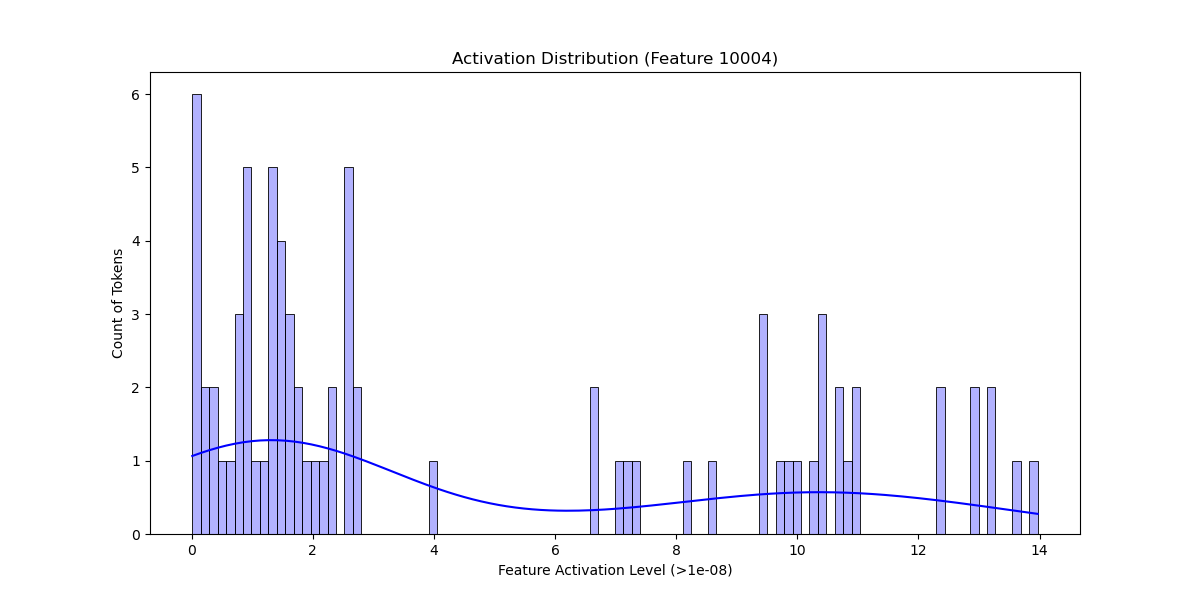 Activation Distribution (Feature 10004)
6
5
4
3
2
1
0
Count of Tokens
0 2 4 6 8 10 12 14
Feature Activation Level (>1e-08)